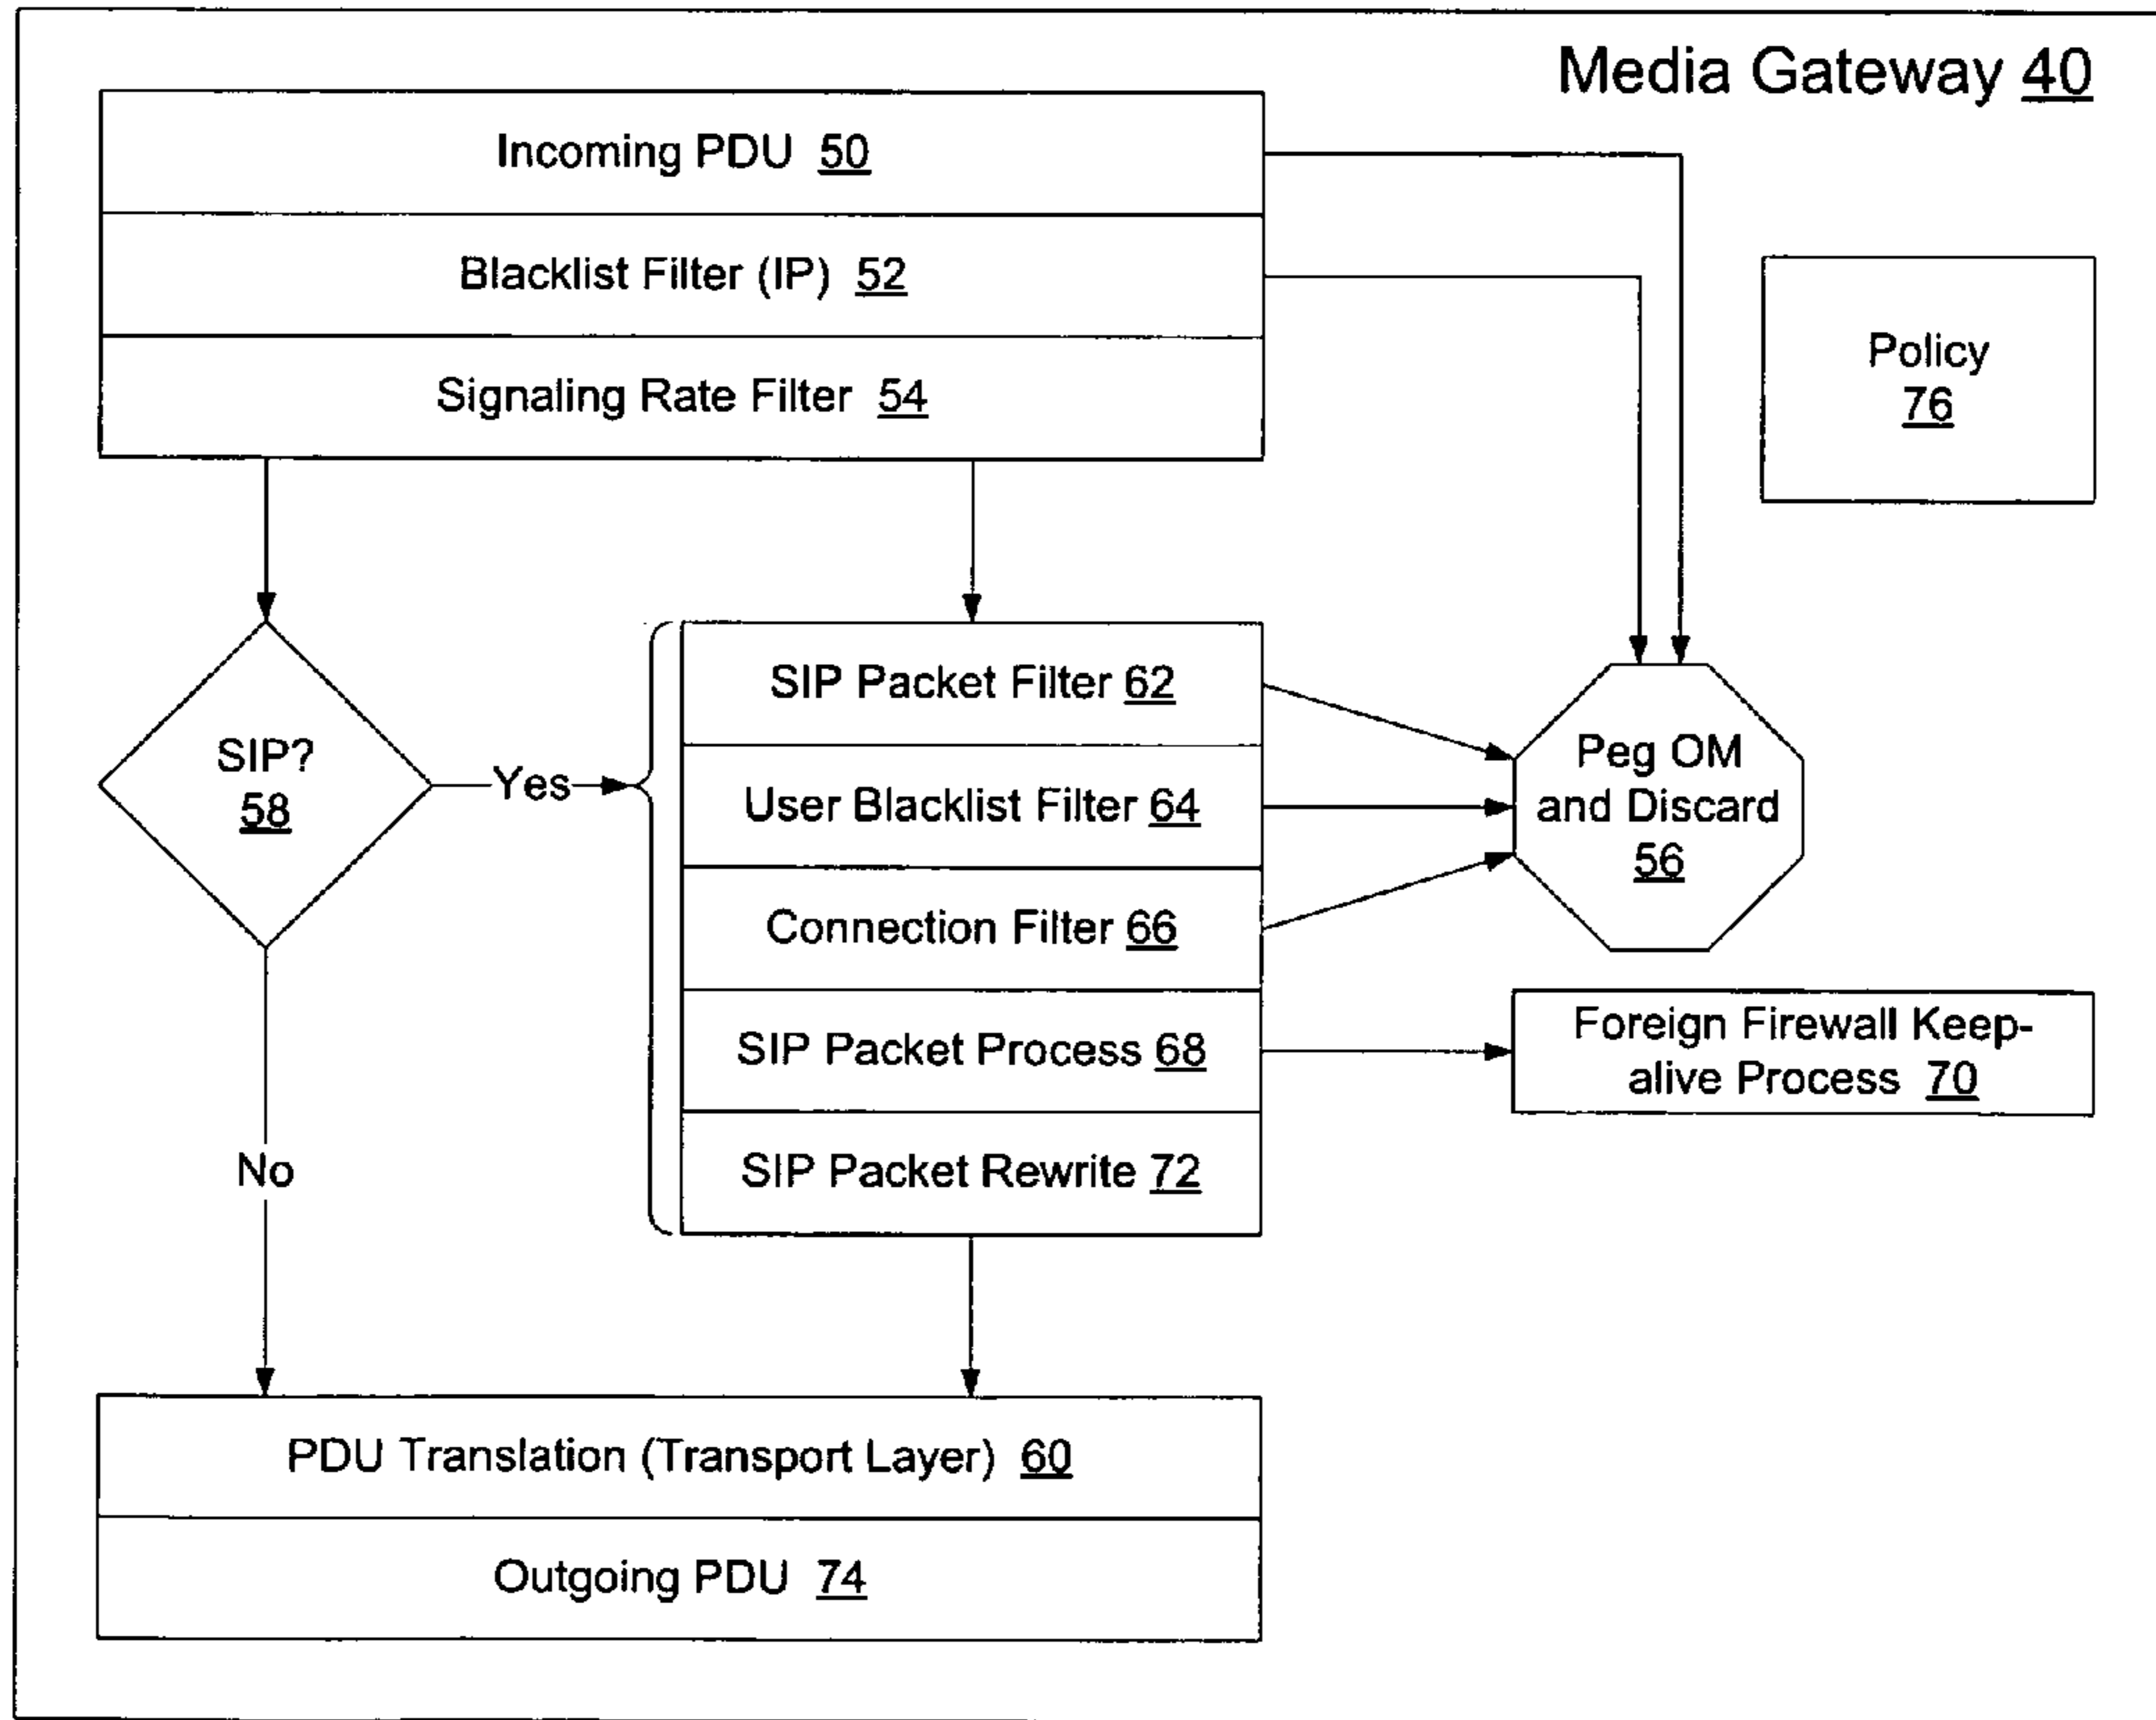 Media Gateway 40
Incoming PDU 50
Blacklist Filter (IP) 52
Signaling Rate Filter 54
Policy
76
SIP?
58
Yes
No
SIP Packet Filter 62
User Blacklist Filter 64
Connection Filter 66
SIP Packet Process 68
SIP Packet Rewrite 72
Peg OM
and Discard
56
Foreign Firewall Keep-
alive Process 70
PDU Translation (Transport Layer) 60
Outgoing PDU 74